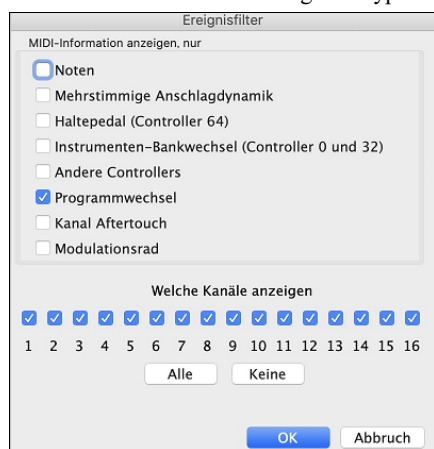 Ereignisfilter
MIDI-Information anzeigen, nur
Noten
Mehrstimmige Anschlagdynamik
Haltepedal (Controller 64)
Instrumenten-Bankwechsel (Controller 0 und 32)
Andere Controllers
Programmwechsel
Kanal Aftertouch
Modulationsrad
Welche Kanäle anzeigen
1 2 3 4 5 6 7 8 9 10 11 12 13 14 15 16
Alle Keine
OK Abbruch